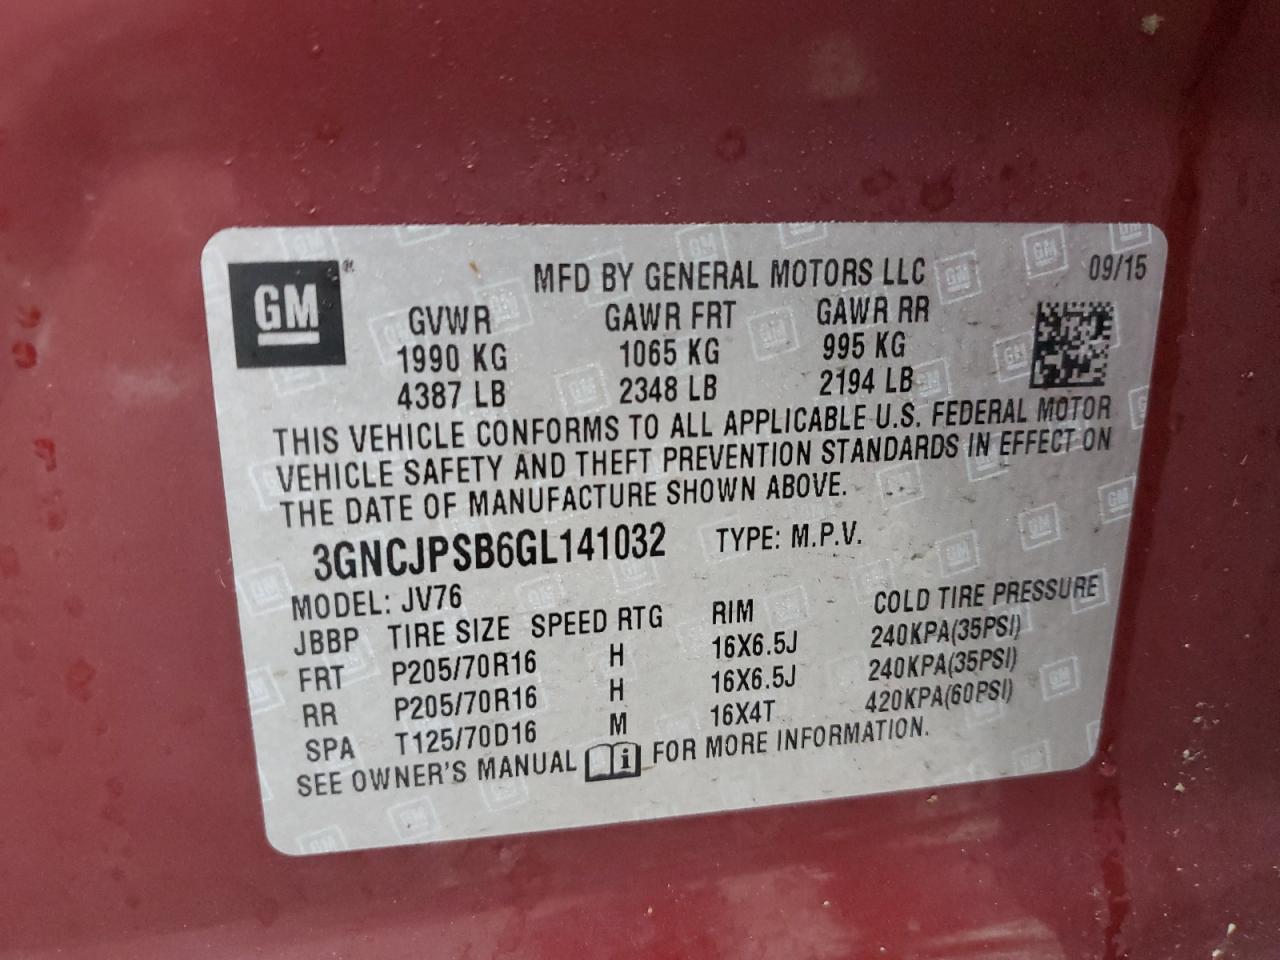 GM ®
MFD BY GENERAL MOTORS LLC 09/15
GVWR GAWR FRT GAWR RR
1990 KG 1065 KG 995 KG
4387 LB 2348 LB 2194 LB
THIS VEHICLE CONFORMS TO ALL APPLICABLE U.S. FEDERAL MOTOR
VEHICLE SAFETY AND THEFT PREVENTION STANDARDS IN EFFECT ON
THE DATE OF MANUFACTURE SHOWN ABOVE.
3GNCJPSB6GL141032 TYPE: M.P.V.
MODEL: JV76
JBBP TIRE SIZE SPEED RTG RIM COLD TIRE PRESSURE
FRT P205/70R16 H 16X6.5J 240KPA(35PSI)
RR P205/70R16 H 16X6.5J 240KPA(35PSI)
SPA T125/70D16 M 16X4T 420KPA(60PSI)
SEE OWNER'S MANUAL i FOR MORE INFORMATION.